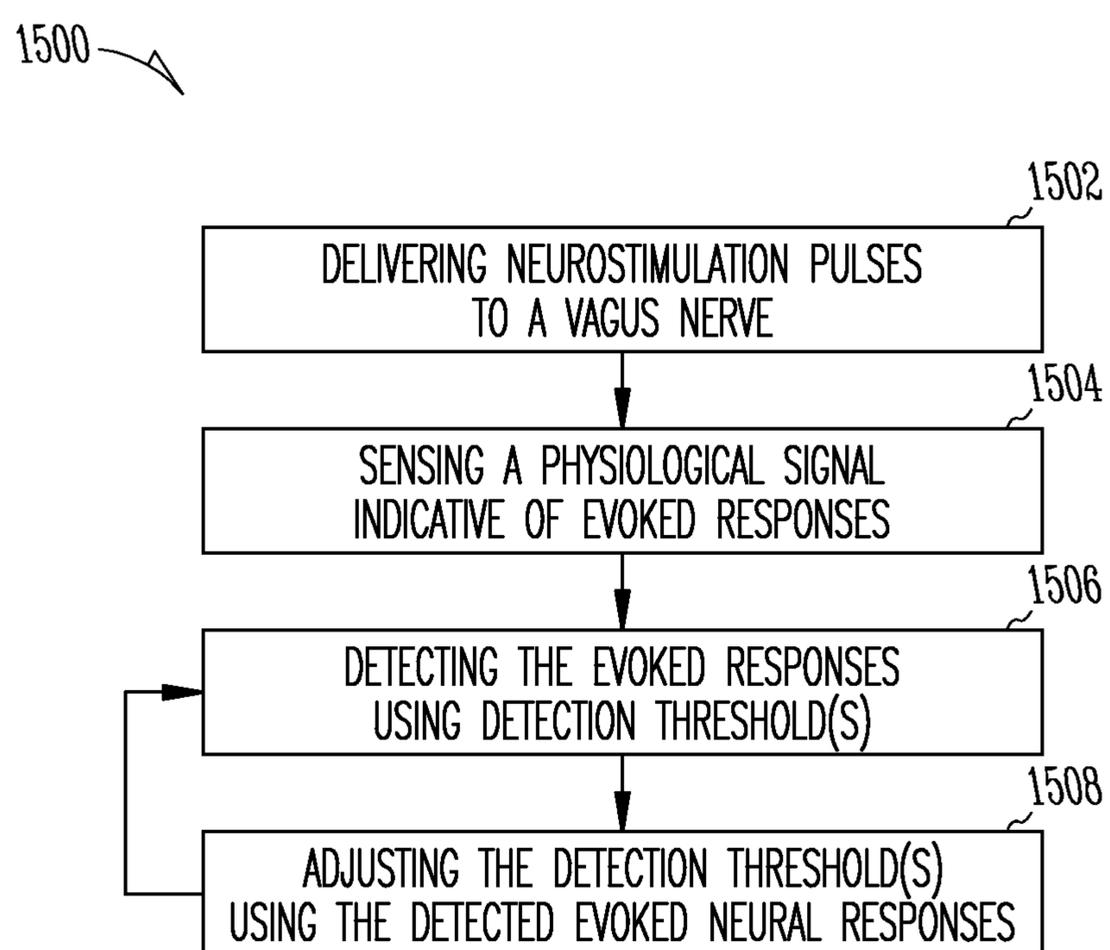 1500
1502
DELIVERING NEUROSTIMULATION PULSES
TO A VAGUS NERVE
1504
SENSING A PHYSIOLOGICAL SIGNAL
INDICATIVE OF EVOKED RESPONSES
1506
DETECTING THE EVOKED RESPONSES
USING DETECTION THRESHOLD(S)
1508
ADJUSTING THE DETECTION THRESHOLD(S)
USING THE DETECTED EVOKED NEURAL RESPONSES